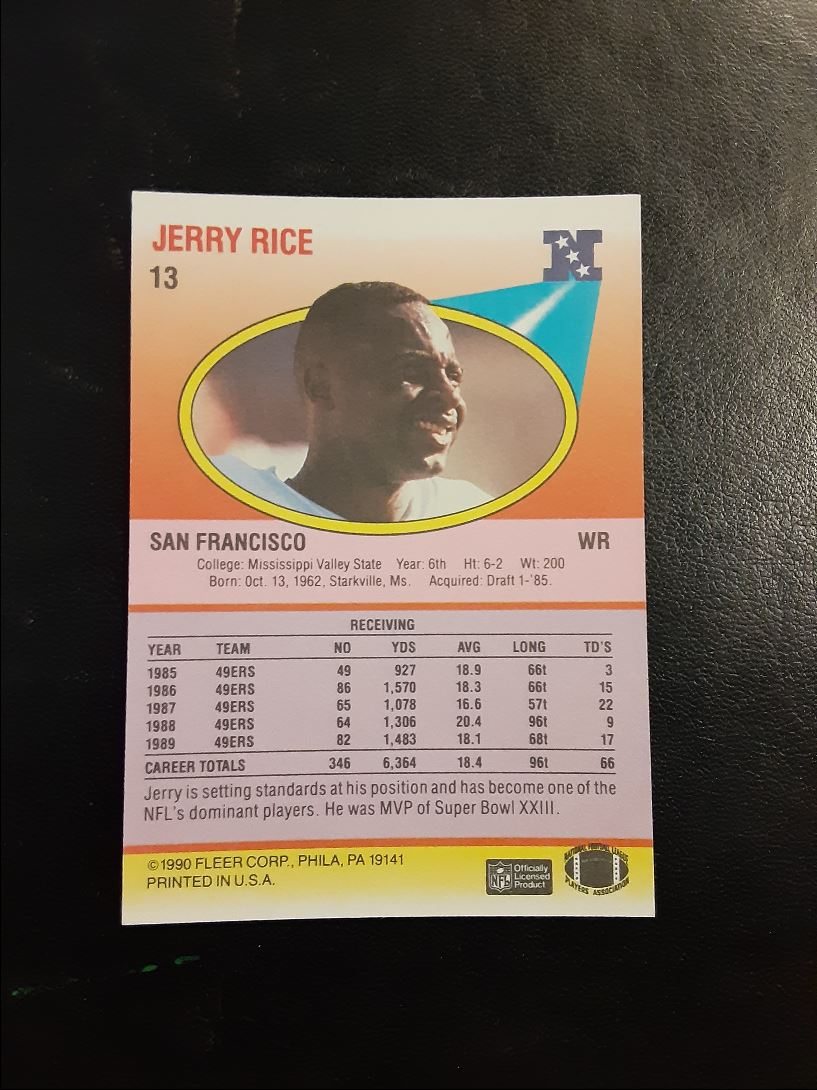 JERRY RICE
13
N
SAN FRANCISCO WR
College: Mississippi Valley State Year: 6th Ht: 6-2 Wt: 200
Born: Oct. 13, 1962, Starkville, Ms. Acquired: Draft 1-'85.
RECEIVING
YEAR TEAM NO YDS AVG LONG TD'S
1985 49ERS 49 927 18.9 66t 3
1986 49ERS 86 1,570 18.3 66t 15
1987 49ERS 65 1,078 16.6 57t 22
1988 49ERS 64 1,306 20.4 96t 9
1989 49ERS 82 1,483 18.1 68t 17
CAREER TOTALS 346 6,364 18.4 96t 66
Jerry is setting standards at his position and has become one of the
NFL's dominant players. He was MVP of Super Bowl XXIII.
©1990 FLEER CORP., PHILA, PA 19141
PRINTED IN U.S.A.
NFL
Officially
Licensed
Product
NATIONAL FOOTBALL LEAGUE
PLAYERS ASSOCIATION